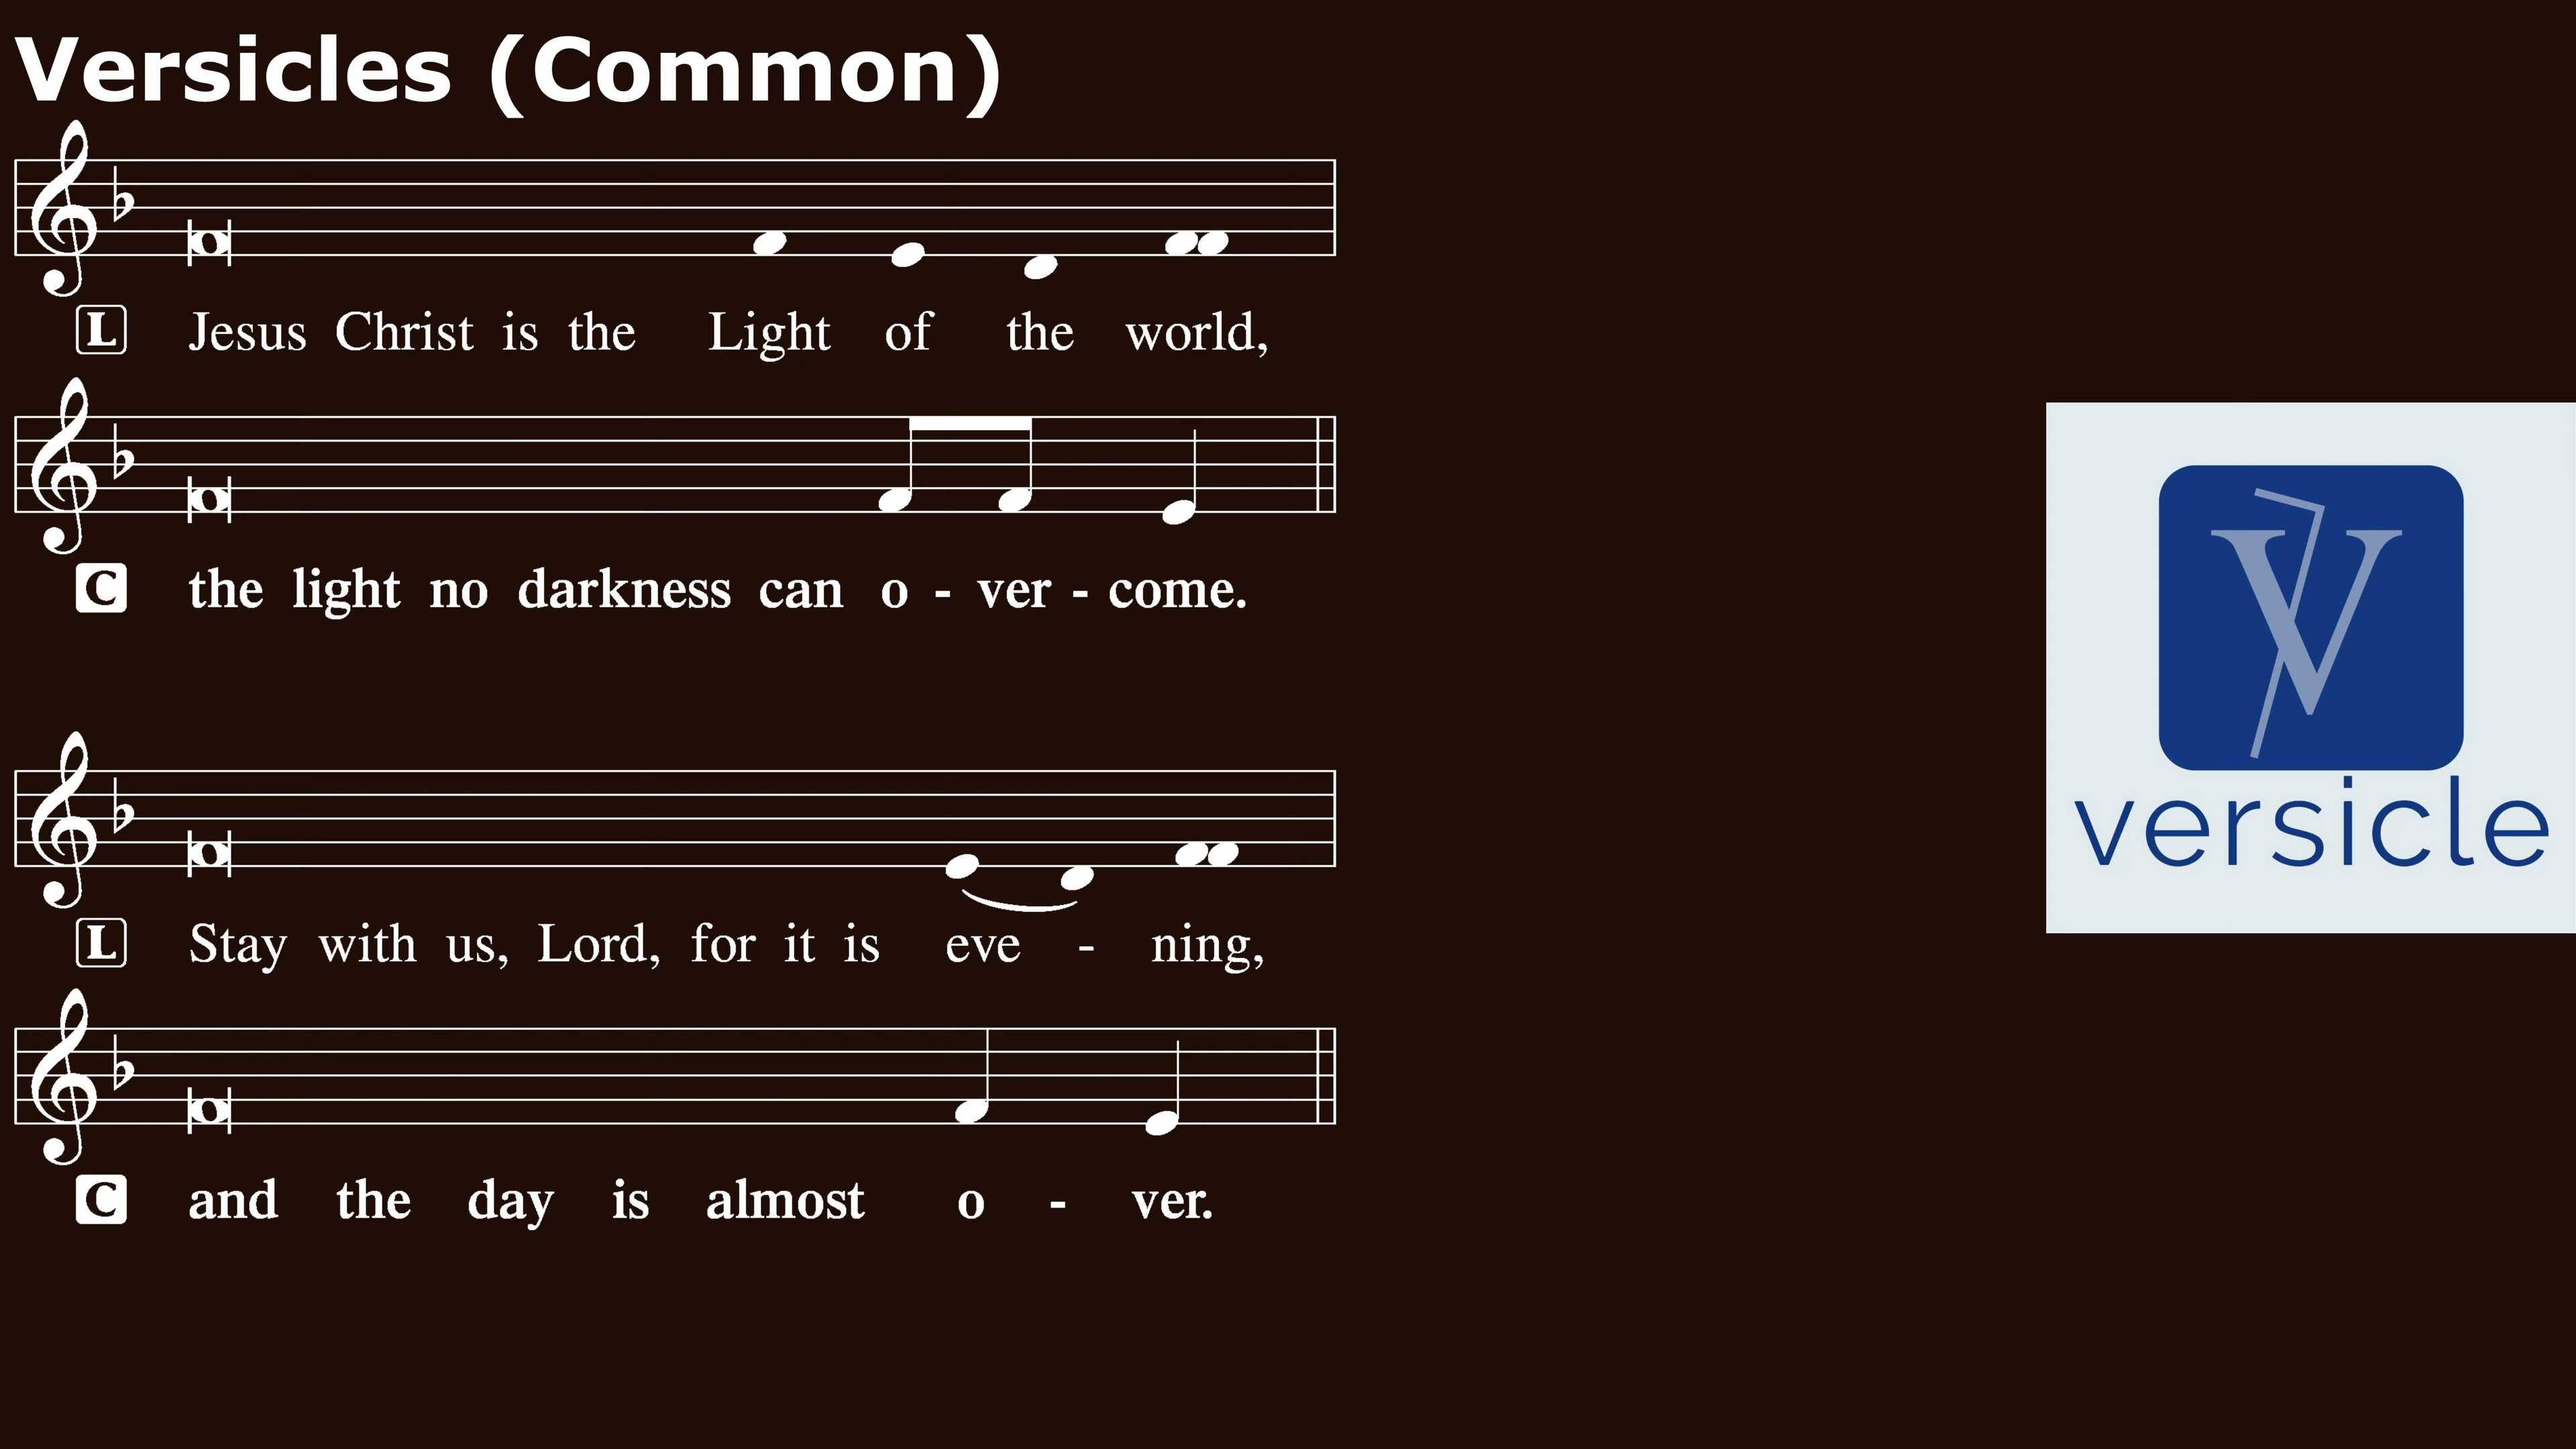 Versicles (Common)
L Jesus Christ is the Light of the world,
C the light no darkness can o - ver - come.
L Stay with us, Lord, for it is eve - ning,
C and the day is almost o - ver.
V
versicle